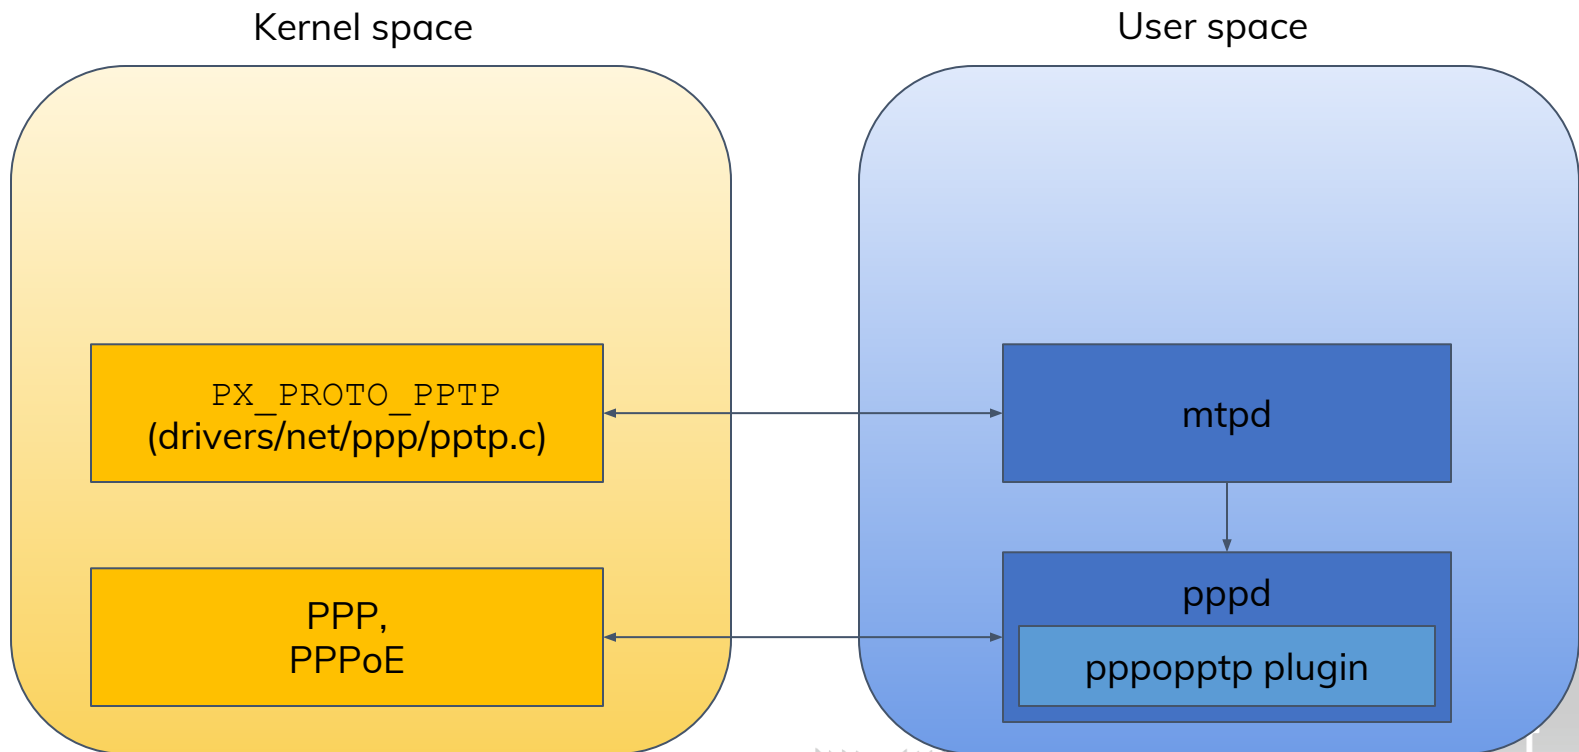 Kernel space
User space
PX_PROTO_PPTP
(drivers/net/ppp/pptp.c)
mtpd
PPP,
PPPoE
pppd
pppopptp plugin